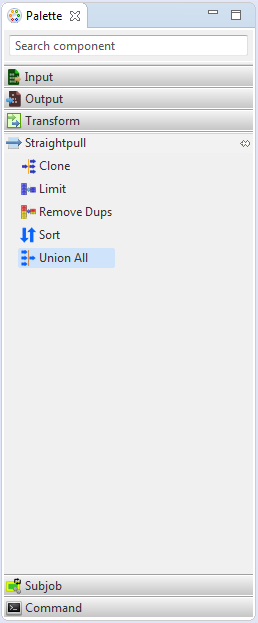 Palette
Search component
Input
Output
Transform
Straightpull
Clone
Limit
Remove Dups
Sort
Union All
Subjob
Command